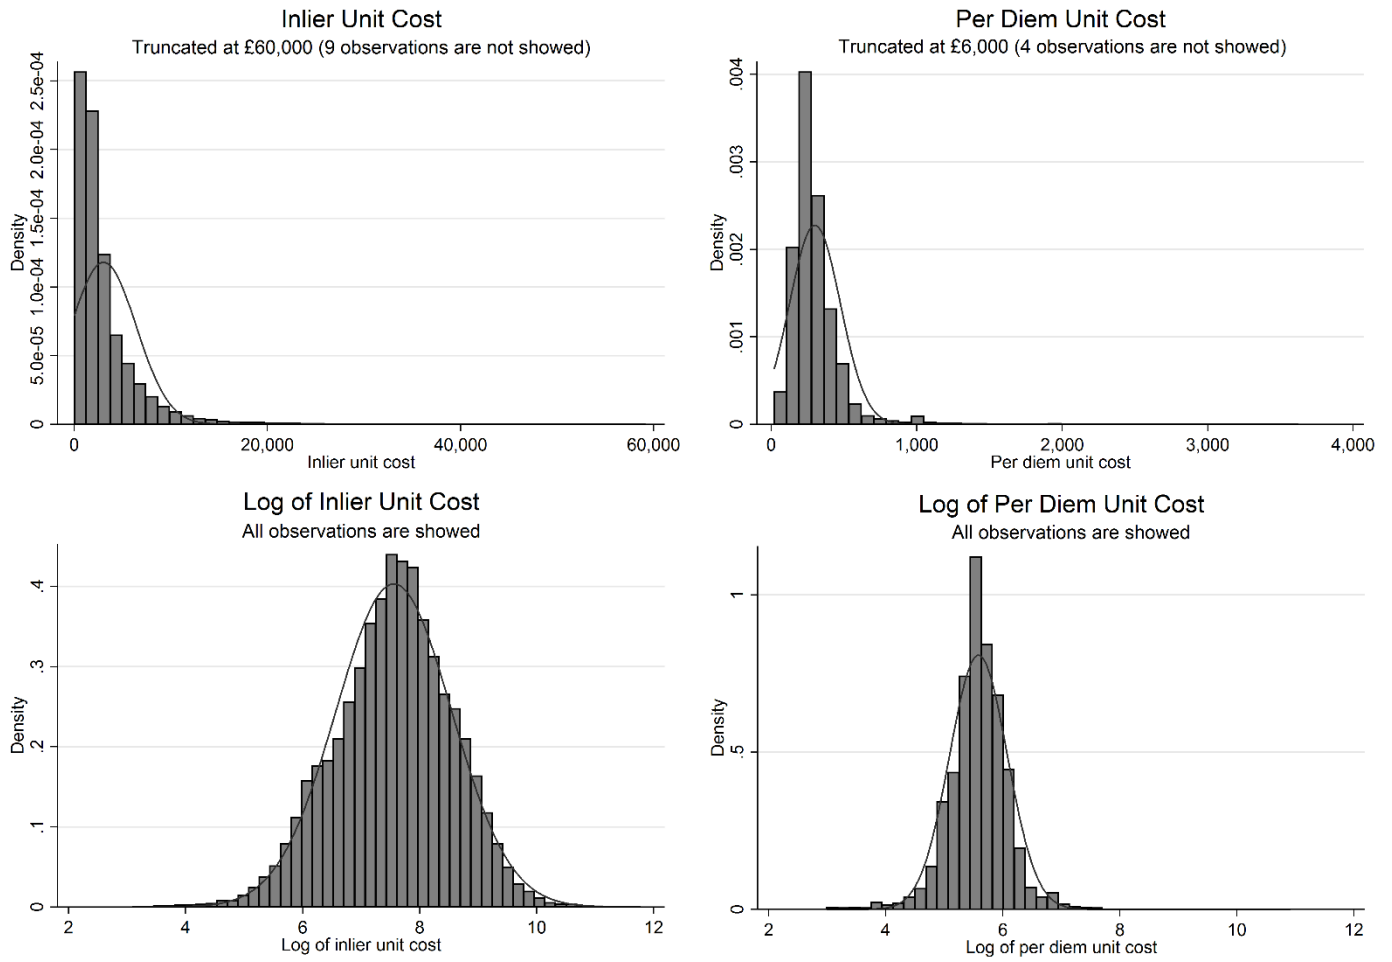 Inlier Unit Cost
Truncated at £60,000 (9 observations are not showed)
Density
0 5.0e-05 1.0e-04 1.5e-04 2.0e-04 2.5e-04
0 20,000 40,000 60,000
Inlier unit cost
Per Diem Unit Cost
Truncated at £6,000 (4 observations are not showed)
Density
0 .001 .002 .003 .004
0 1,000 2,000 3,000 4,000
Per diem unit cost
Log of Inlier Unit Cost
All observations are showed
Density
0 .1 .2 .3 .4
2 4 6 8 10 12
Log of inlier unit cost
Log of Per Diem Unit Cost
All observations are showed
Density
0 .5 1
2 4 6 8 10 12
Log of per diem unit cost